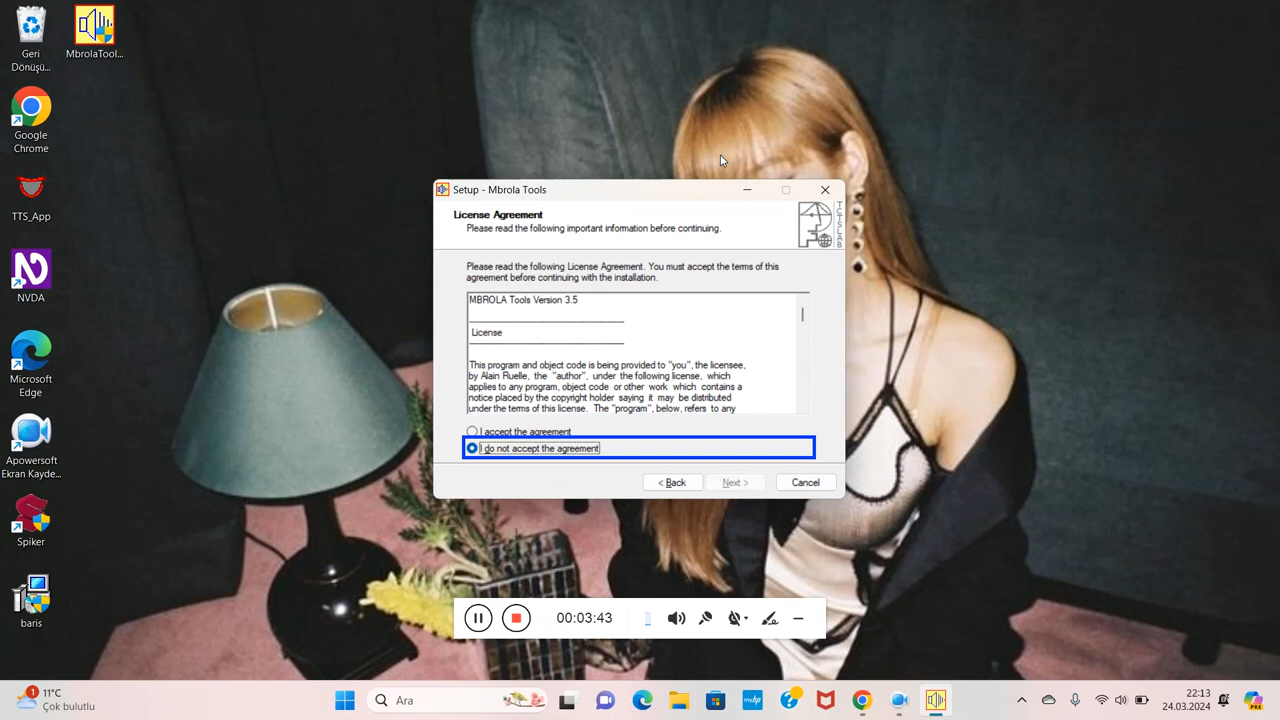 Geri
Dönüşü...
MbrolaTool...
Google
Chrome
TTS_App
NVDA
Microsoft
Edge
Apowersoft
Ekran Kayde...
Spiker
baris
Setup - Mbrola Tools
License Agreement
Please read the following important information before continuing.
TCTSLAB
Please read the following License Agreement. You must accept the terms of this
agreement before continuing with the installation.
MBROLA Tools Version 3.5
License
This program and object code is being provided to "you", the licensee,
by Alain Ruelle, the "author", under the following license, which
applies to any program, object code or other work which contains a
notice placed by the copyright holder saying it may be distributed
under the terms of this license. The "program", below, refers to any
I accept the agreement
I do not accept the agreement
< Back
Next >
Cancel
00:03:43
1
11°C
k bulutlu
Ara
myhp
22:13
24.03.2024
PRE